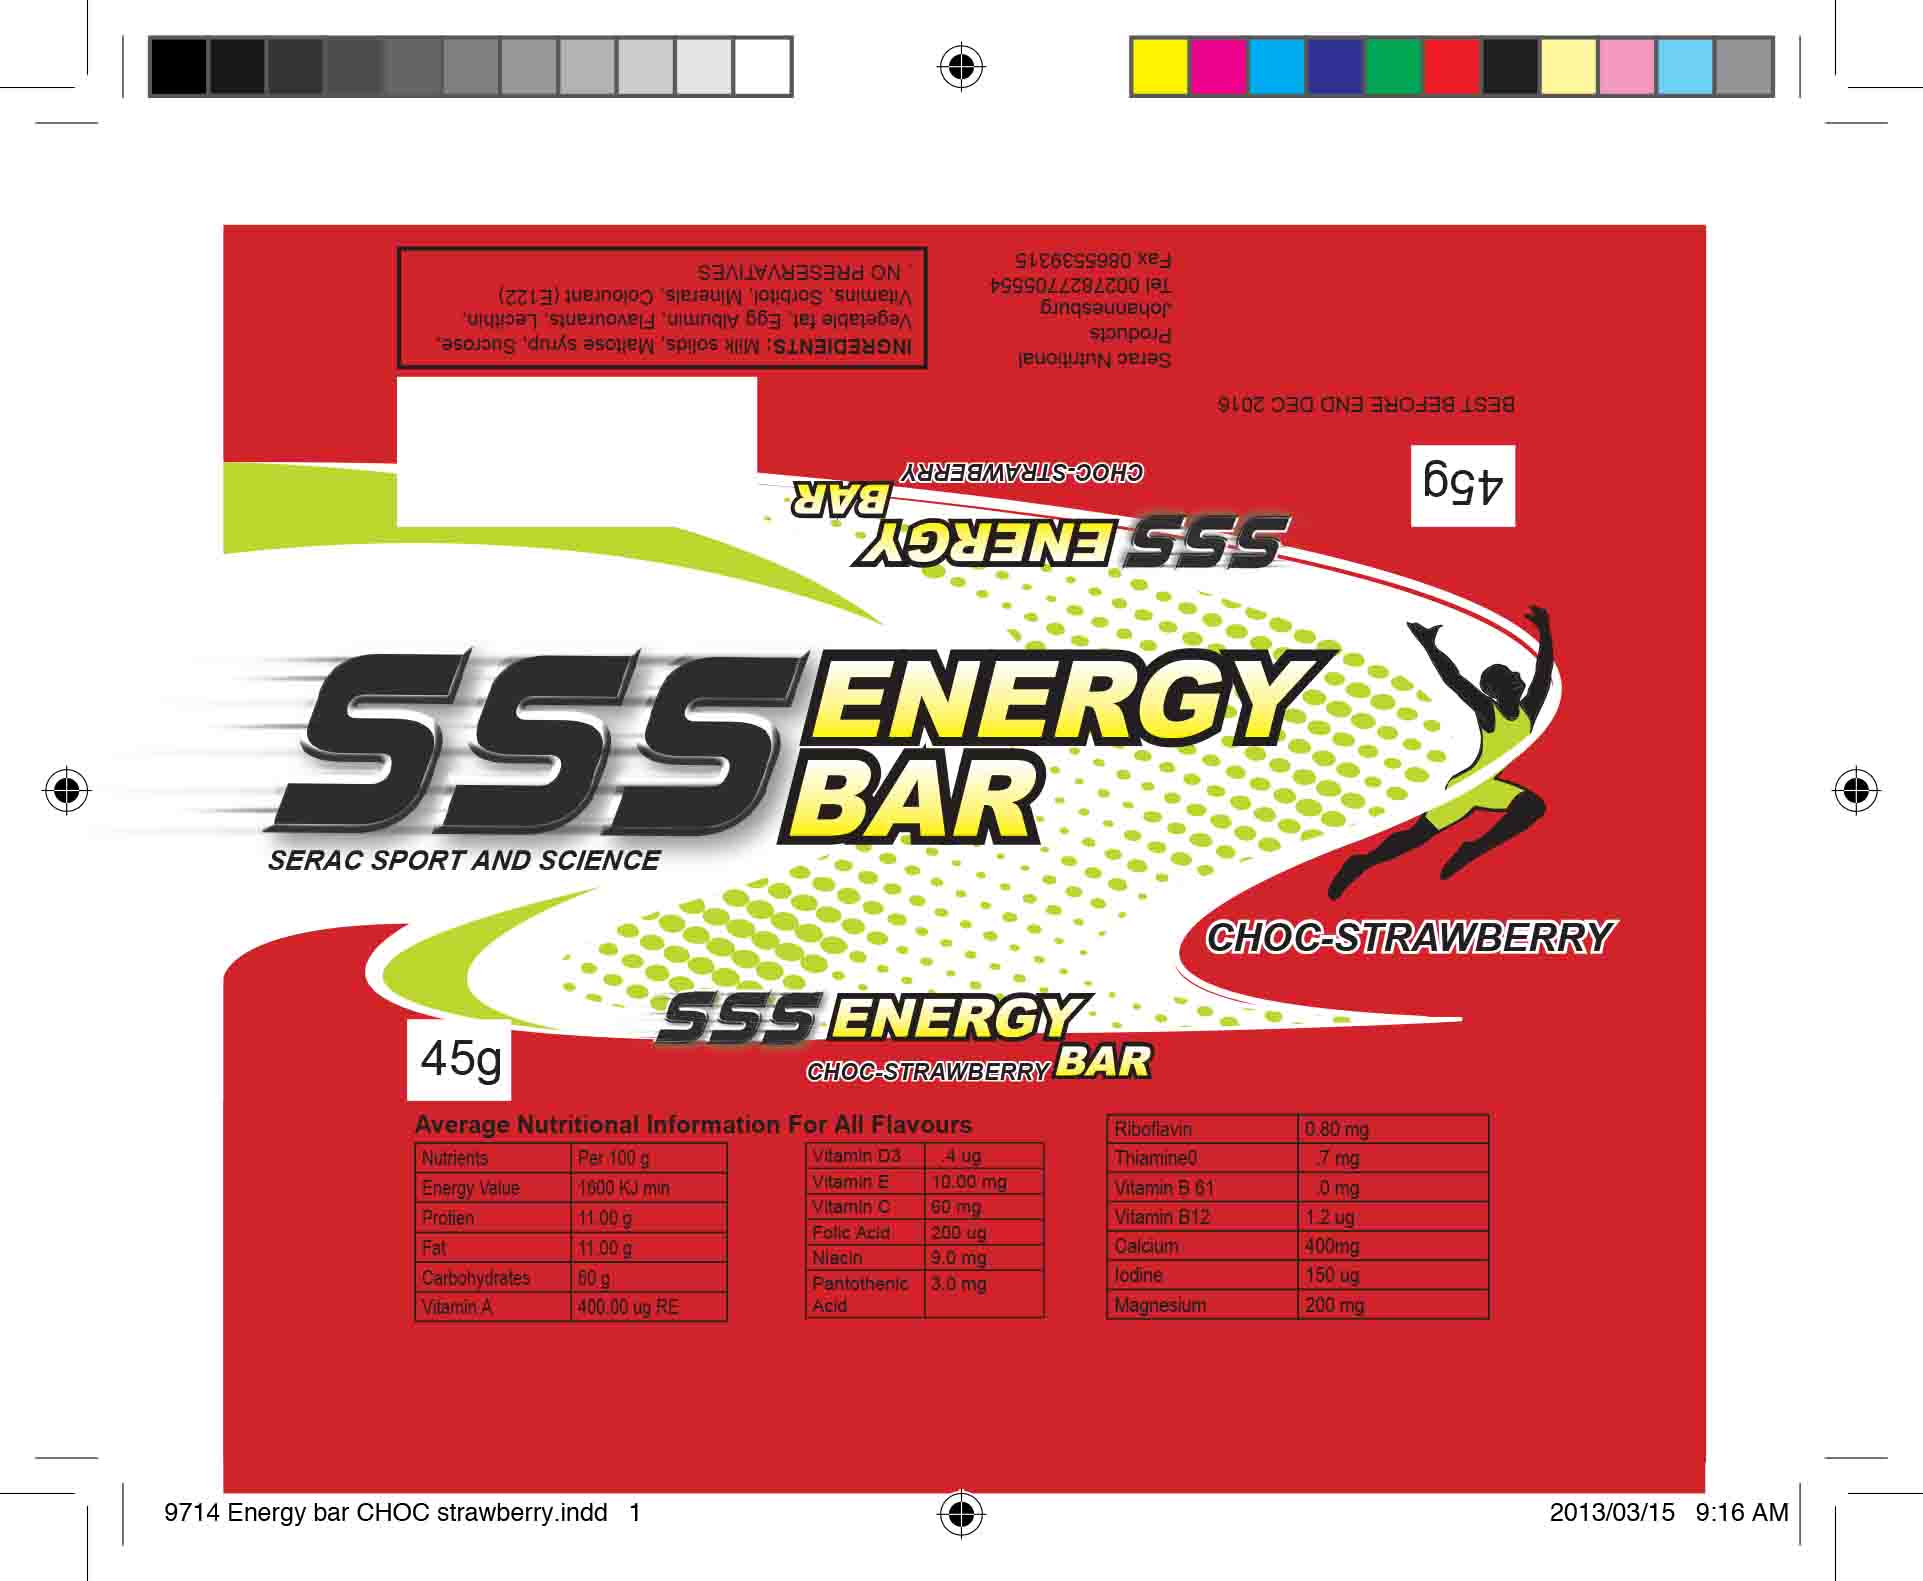 INGREDIENTS: Milk solids, Maltose syrup, Sucrose,
Vegetable fat, Egg Albumin, Flavourants, Lecithin,
Vitamins, Sorbitol, Minerals, Colourant (E122)
. NO PRESERVATIVES
Serac Nutritional
Products
Johannesburg
Tel 0027827705554
Fax 0865539315
BEST BEFORE END DEC 2016
45g
SSS ENERGY
BAR
CHOC-STRAWBERRY
SSS ENERGY
BAR
SERAC SPORT AND SCIENCE
CHOC-STRAWBERRY
SSS ENERGY
CHOC-STRAWBERRY BAR
45g
Average Nutritional Information For All Flavours
Nutrients Per 100 g
Energy Value 1600 KJ min
Protien 11.00 g
Fat 11.00 g
Carbohydrates 60 g
Vitamin A 400.00 ug RE
Vitamin D3 .4 ug
Vitamin E 10.00 mg
Vitamin C 60 mg
Folic Acid 200 ug
Niacin 9.0 mg
Pantothenic 3.0 mg
Acid
Riboflavin 0.80 mg
Thiamine0 .7 mg
Vitamin B 61 .0 mg
Vitamin B12 1.2 ug
Calcium 400mg
Iodine 150 ug
Magnesium 200 mg
9714 Energy bar CHOC strawberry.indd 1
2013/03/15 9:16 AM